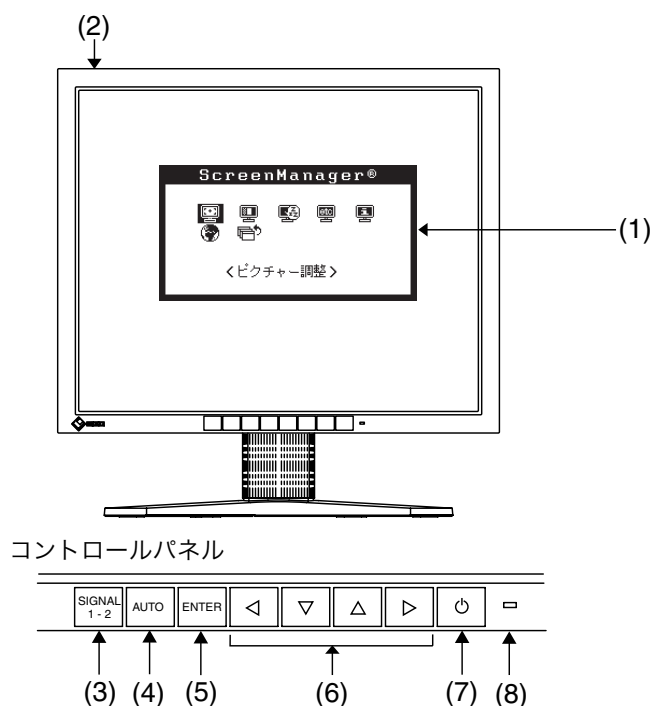 (2)
ScreenManager®
(1)
<ピクチャー調整>
EIZO
コントロールパネル
SIGNAL
1 - 2
AUTO
ENTER
(3)
(4)
(5)
(6)
(7)
(8)